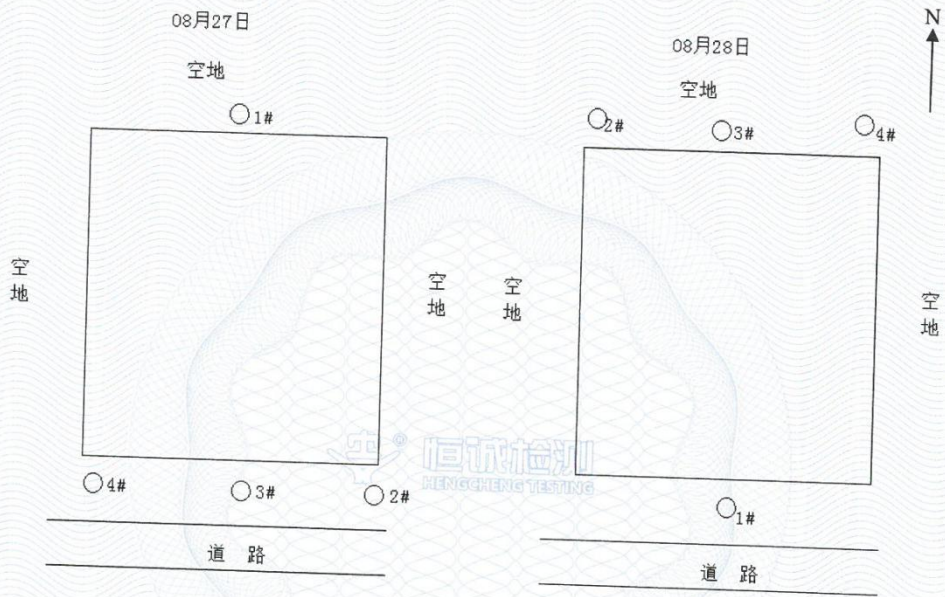 08月27日
空地
1#
空地
空地
4#
3#
2#
道 路
N
08月28日
空地
2#
3#
4#
空地
空地
1#
道 路
恒诚检测
HENGCHENG TESTING